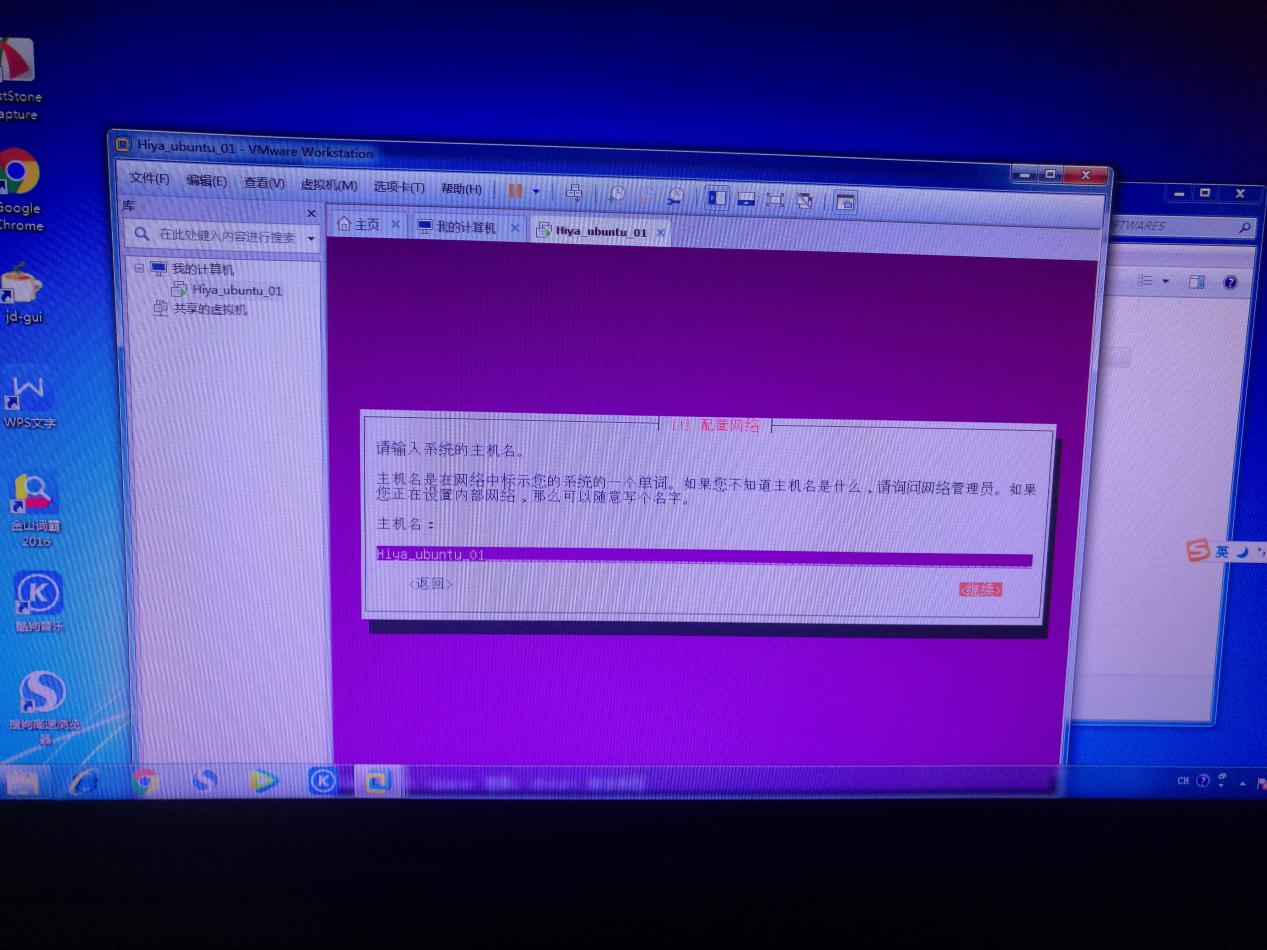 Hiya_ubuntu_01 - VMware Workstation
文件(F) 编辑(E) 查看(V) 虚拟机(M) 选项卡(T) 帮助(H)
库
在此处键入内容进行搜索
主页
我的计算机
Hiya_ubuntu_01
我的计算机
Hiya_ubuntu_01
共享的虚拟机
[!] 配置网络
请输入系统的主机名。
主机名是在网络中标示您的系统的一个单词。如果您不知道主机名是什么，请询问网络管理员。如果
您正在设置内部网络，那么可以随意写个名字。
主机名：
Hiya_ubuntu_01
<返回>
<继续>
stStone
apture
Google
Chrome
jd-gui
WPS文字
金山词霸
2016
酷狗音乐
搜狗高速浏览
器
FTWARES
英
CH